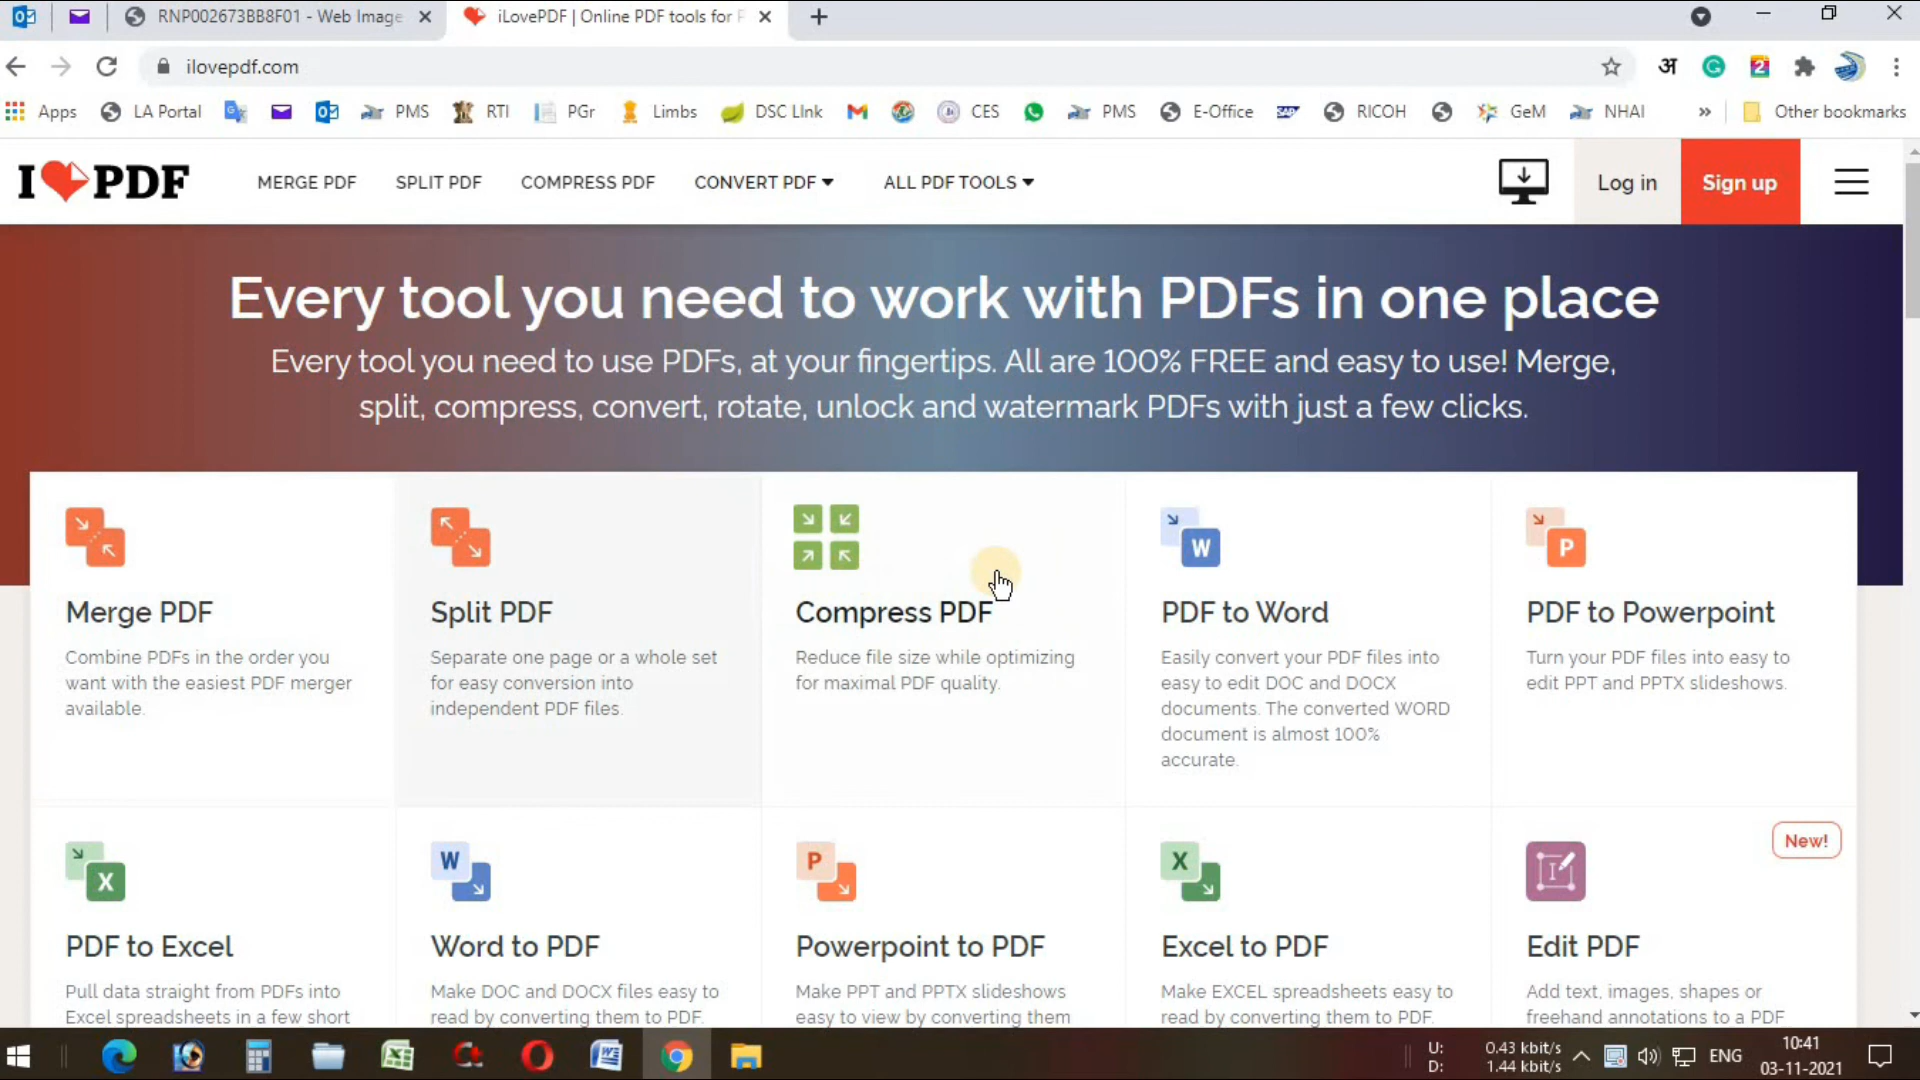 RNP002673BB8F01 - Web Image
iLovePDF | Online PDF tools for P
ilovepdf.com
अ
Apps
LA Portal
PMS
RTI
PGr
Limbs
DSC LInk
CES
PMS
E-Office
SAP
RICOH
GeM
NHAI
»
Other bookmarks
I PDF
MERGE PDF
SPLIT PDF
COMPRESS PDF
CONVERT PDF
ALL PDF TOOLS
Log in
Sign up
Every tool you need to work with PDFs in one place
Every tool you need to use PDFs, at your fingertips. All are 100% FREE and easy to use! Merge,
split, compress, convert, rotate, unlock and watermark PDFs with just a few clicks.
Merge PDF
Combine PDFs in the order you
want with the easiest PDF merger
available.
Split PDF
Separate one page or a whole set
for easy conversion into
independent PDF files.
Compress PDF
Reduce file size while optimizing
for maximal PDF quality.
W
PDF to Word
Easily convert your PDF files into
easy to edit DOC and DOCX
documents. The converted WORD
document is almost 100%
accurate.
P
PDF to Powerpoint
Turn your PDF files into easy to
edit PPT and PPTX slideshows.
X
PDF to Excel
Pull data straight from PDFs into
Excel spreadsheets in a few short
W
Word to PDF
Make DOC and DOCX files easy to
read by converting them to PDF.
P
Powerpoint to PDF
Make PPT and PPTX slideshows
easy to view by converting them
X
Excel to PDF
Make EXCEL spreadsheets easy to
read by converting them to PDF.
New!
Edit PDF
Add text, images, shapes or
freehand annotations to a PDF
U: 0.43 kbit/s
D: 1.44 kbit/s
ENG
10:41
03-11-2021